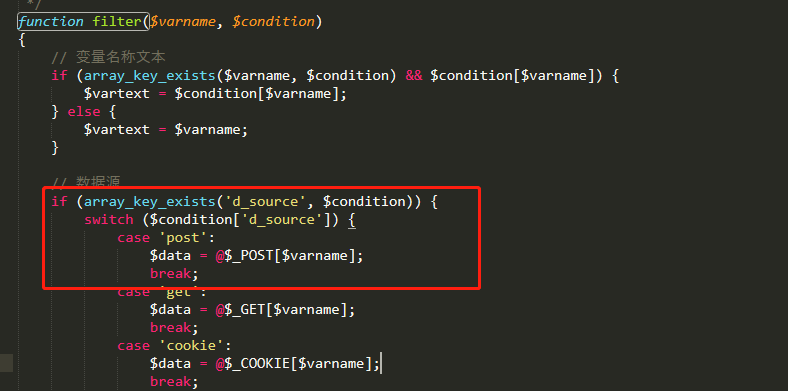 */
function filter($varname, $condition)
{
// 变量名称文本
if (array_key_exists($varname, $condition) && $condition[$varname]) {
$vartext = $condition[$varname];
} else {
$vartext = $varname;
}
// 数据源
if (array_key_exists('d_source', $condition)) {
switch ($condition['d_source']) {
case 'post':
$data = @$_POST[$varname];
break;
case 'get':
$data = @$_GET[$varname];
break;
case 'cookie':
$data = @$_COOKIE[$varname];
break;